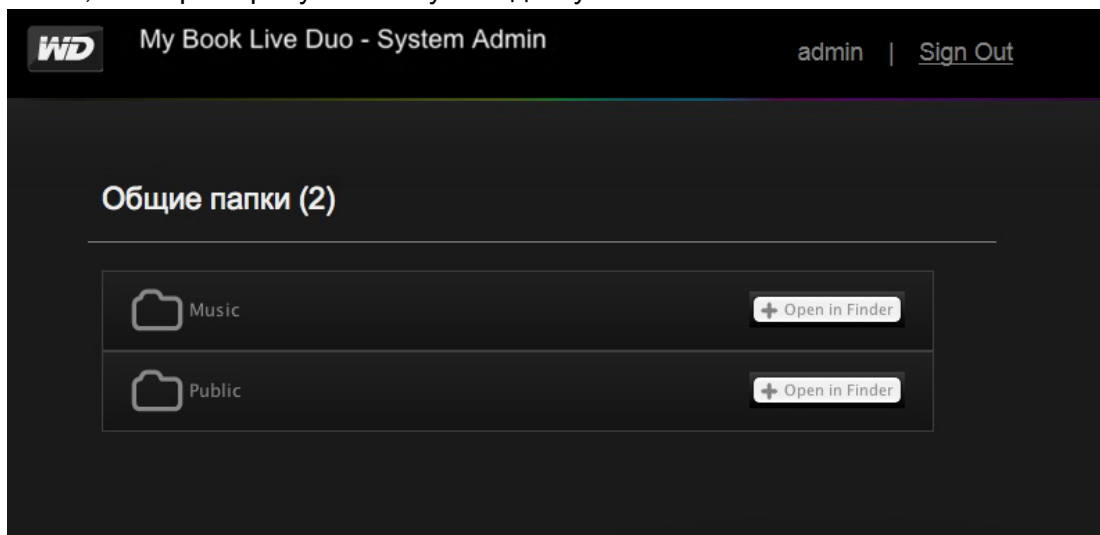 WD My Book Live Duo - System Admin admin | Sign Out
Общие папки (2)
Music + Open in Finder
Public + Open in Finder